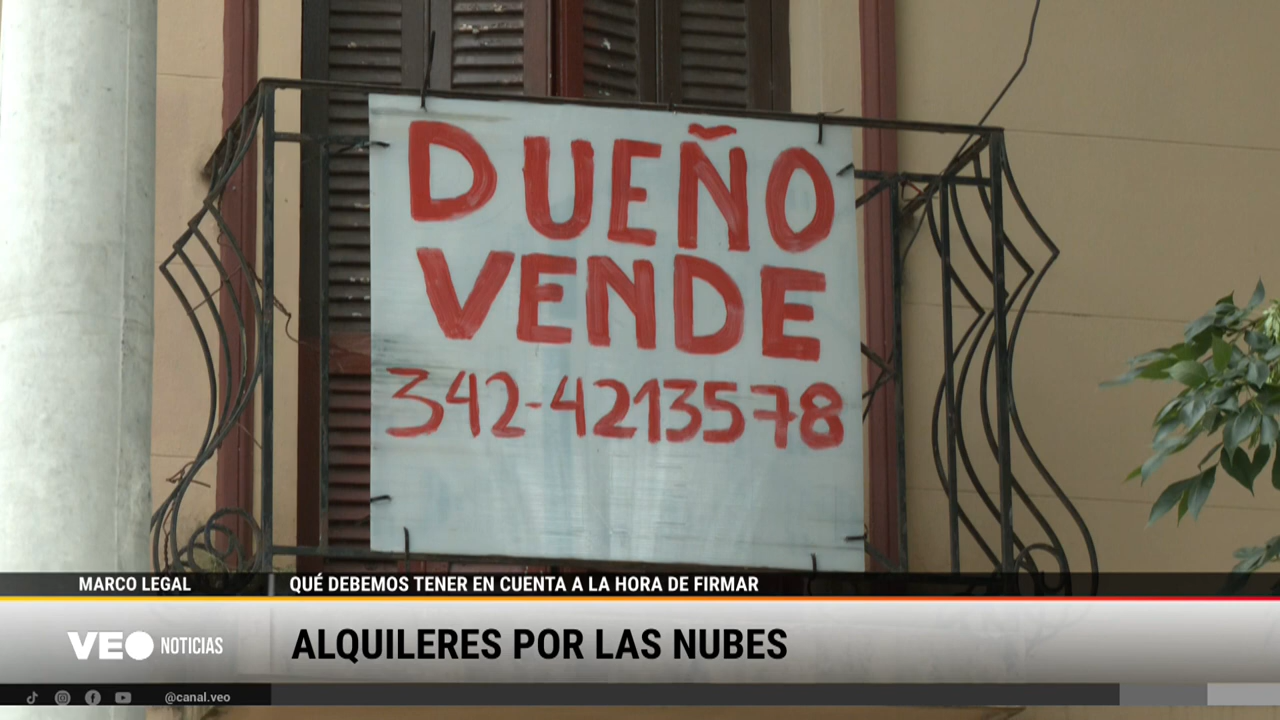 DUEÑO
VENDE
342-4213578
MARCO LEGAL
QUÉ DEBEMOS TENER EN CUENTA A LA HORA DE FIRMAR
VEO NOTICIAS
ALQUILERES POR LAS NUBES
@canal.veo